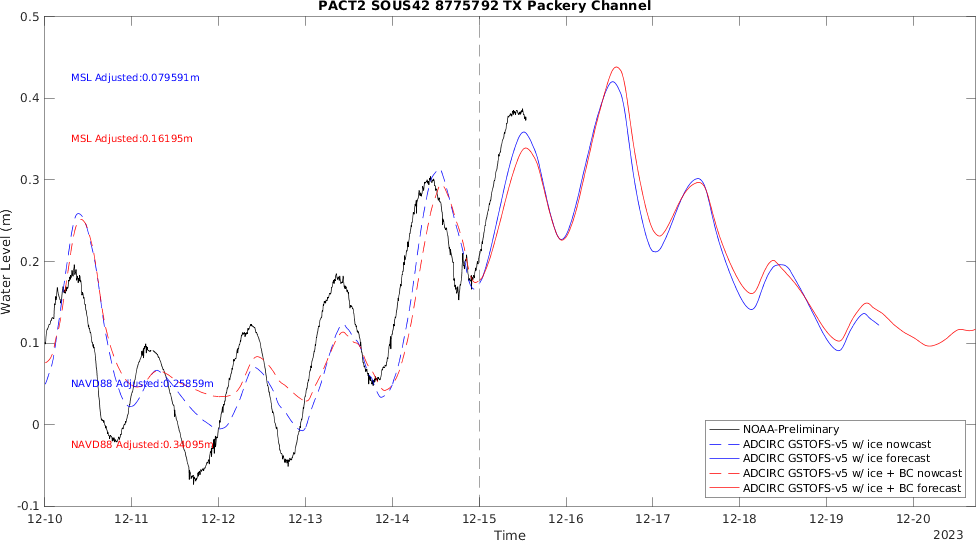 PACT2 SOUS42 8775792 TX Packery Channel
0.5
MSL Adjusted:0.079591m
0.4
MSL Adjusted:0.16195m
0.3
Water Level (m)
0.2
0.1
NAVD88 Adjusted:0.25859m
0
NAVD88 Adjusted:0.34095m
NOAA-Preliminary
ADCIRC GSTOFS-v5 w/ ice nowcast
ADCIRC GSTOFS-v5 w/ ice forecast
ADCIRC GSTOFS-v5 w/ ice + BC nowcast
ADCIRC GSTOFS-v5 w/ ice + BC forecast
-0.1
12-10 12-11 12-12 12-13 12-14 12-15 12-16 12-17 12-18 12-19 12-20
Time
2023